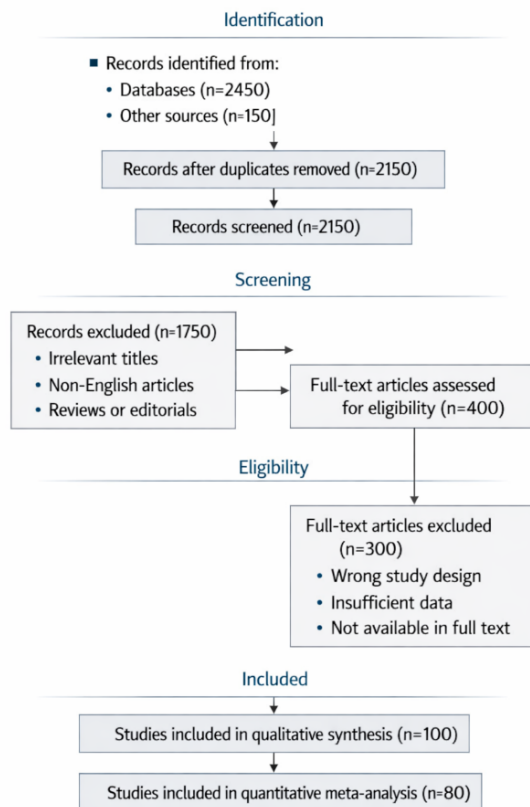 Identification
■ Records identified from:
• Databases (n=2450)
• Other sources (n=150]
Records after duplicates removed (n=2150)
Records screened (n=2150)
Screening
Records excluded (n=1750)
• Irrelevant titles
• Non-English articles
• Reviews or editorials
Full-text articles assessed
for eligibility (n=400)
Eligibility
Full-text articles excluded
(n=300)
• Wrong study design
• Insufficient data
• Not available in full text
Included
Studies included in qualitative synthesis (n=100)
Studies included in quantitative meta-analysis (n=80)